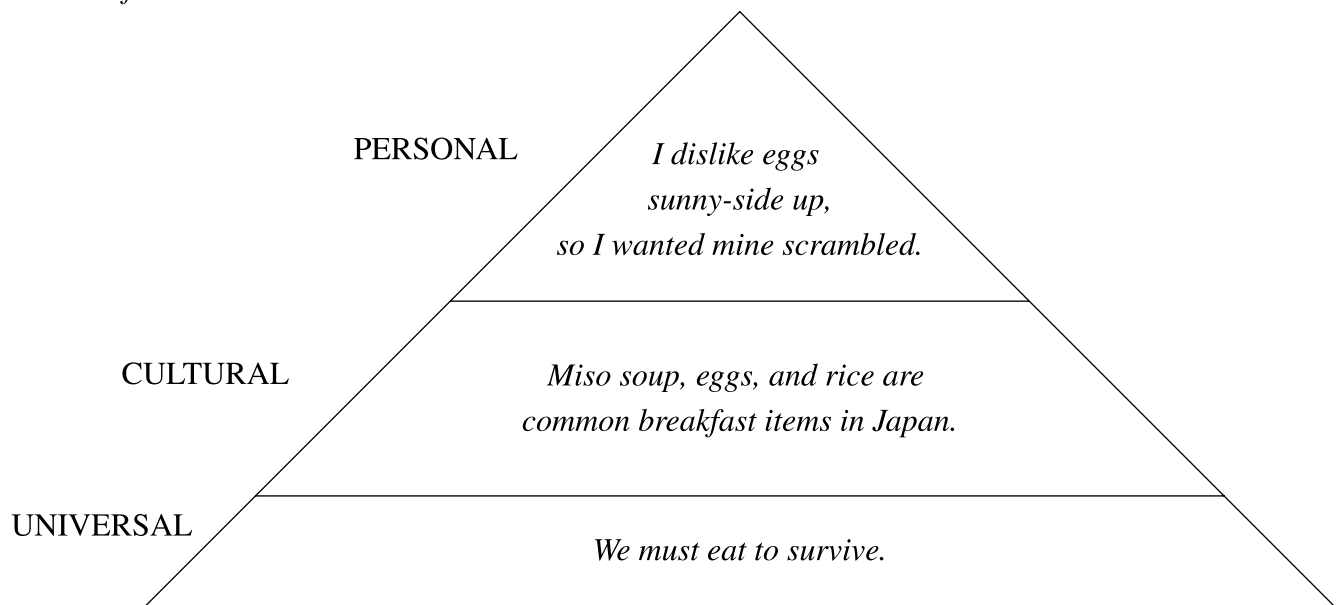 PERSONAL
I dislike eggs
sunny-side up,
so I wanted mine scrambled.
CULTURAL
Miso soup, eggs, and rice are
common breakfast items in Japan.
UNIVERSAL
We must eat to survive.